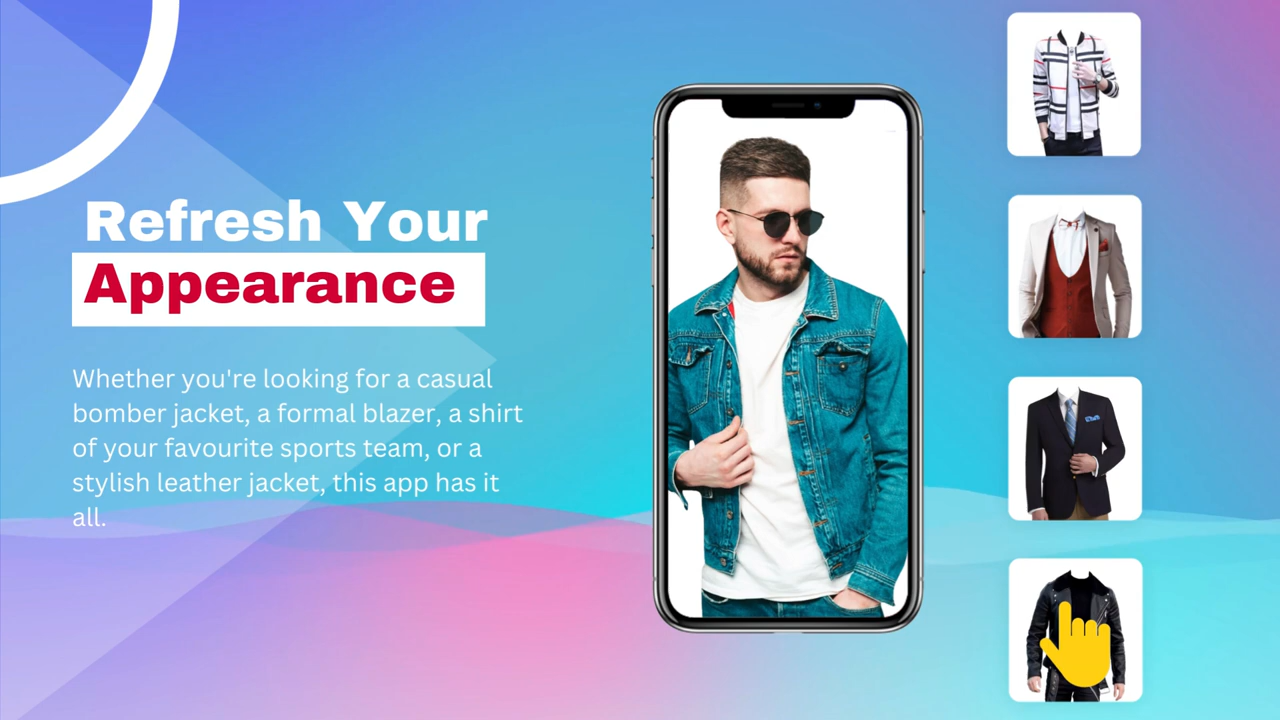 Refresh Your
Appearance
Whether you're looking for a casual
bomber jacket, a formal blazer, a shirt
of your favourite sports team, or a
stylish leather jacket, this app has it
all.